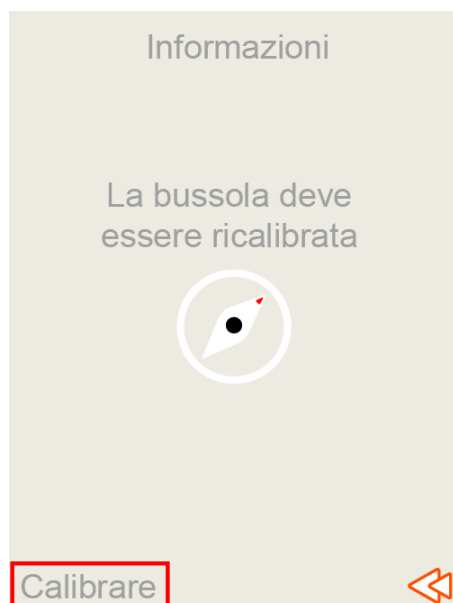 Informazioni
La bussola deve
essere ricalibrata
Calibrare